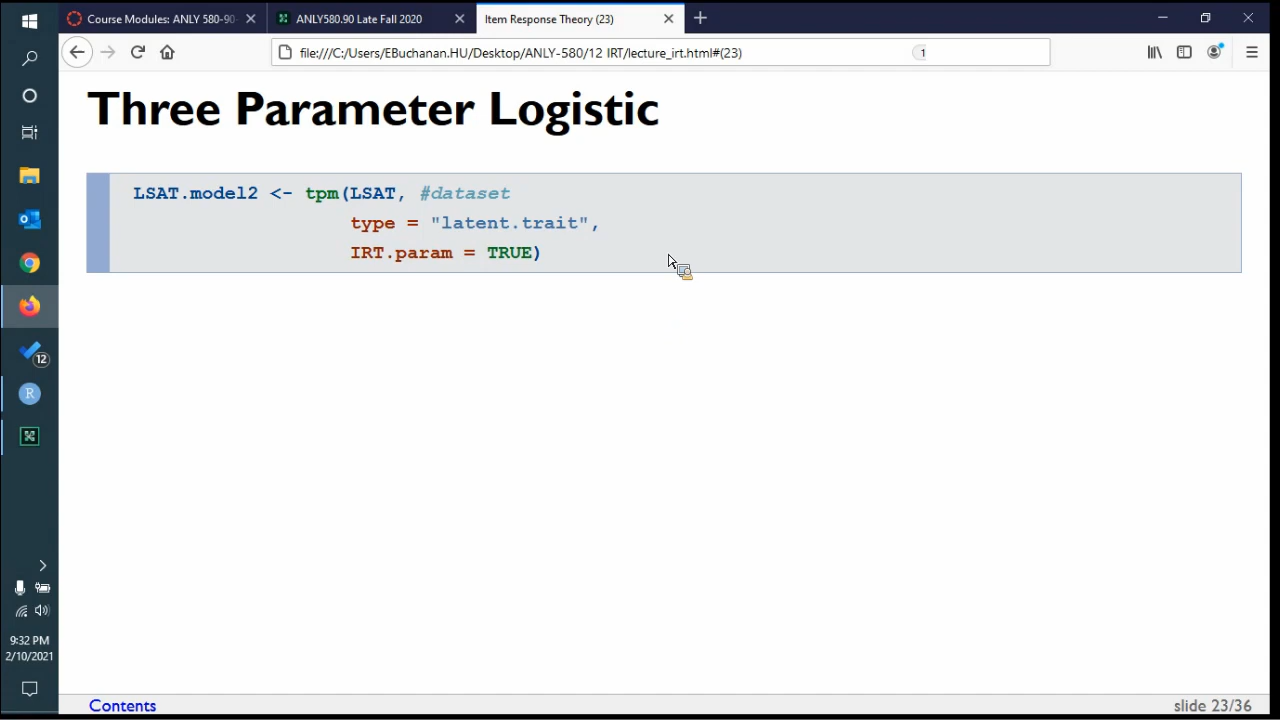 Course Modules: ANLY 580-90-
ANLY580.90 Late Fall 2020
Item Response Theory (23)
file:///C:/Users/EBuchanan.HU/Desktop/ANLY-580/12 IRT/lecture_irt.html#(23)
1
Three Parameter Logistic
LSAT.model2 <- tpm(LSAT, #dataset
type = "latent.trait",
IRT.param = TRUE)
12
R
9:32 PM
2/10/2021
Contents
slide 23/36